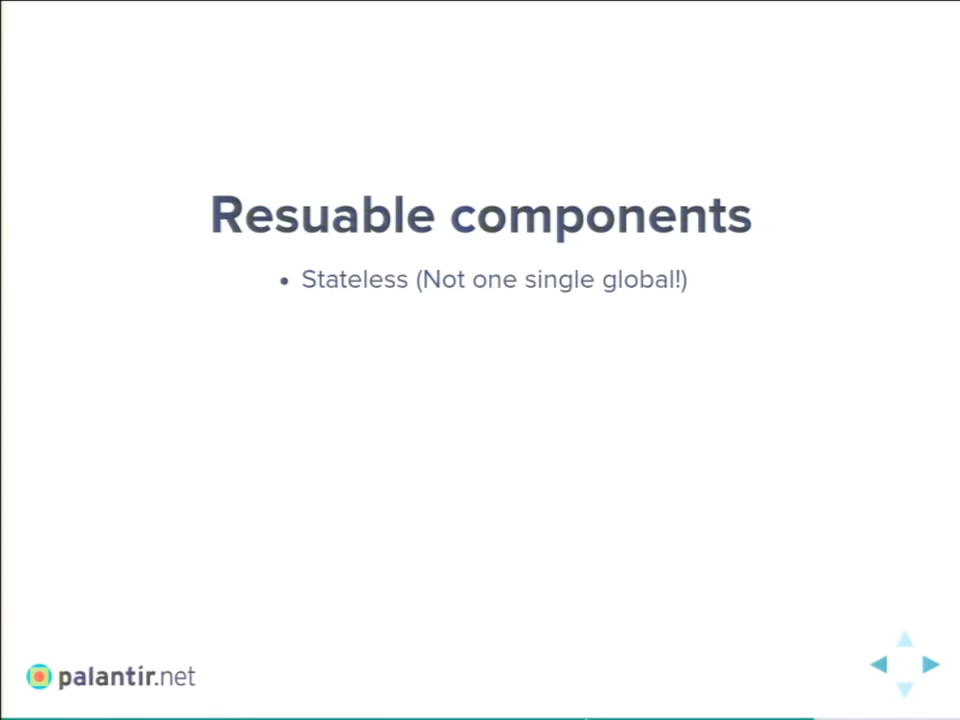 Resuable components
• Stateless (Not one single global!)
palantir.net